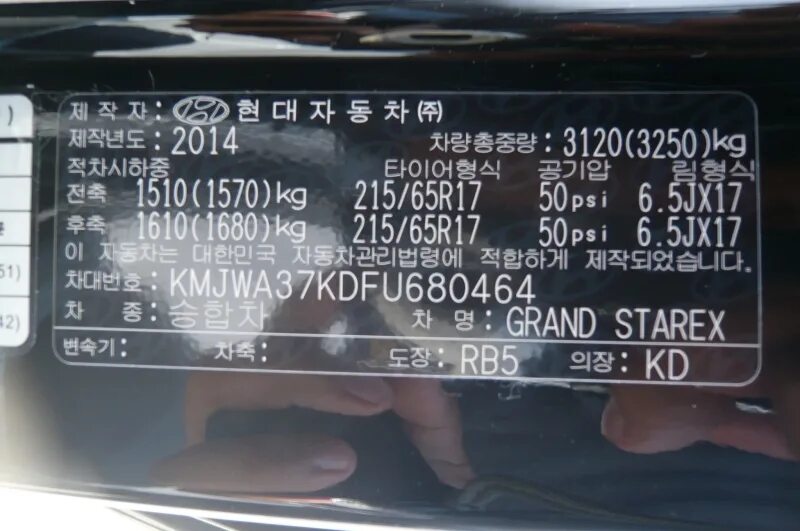 )
제 작 자 : 현대자동차㈜
제작년도 : 2014 차량총중량 : 3120(3250)kg
적차시하중 타이어형식 공기압 림형식
전축 1510(1570)kg 215/65R17 50psi 6.5JX17
후축 1610(1680)kg 215/65R17 50psi 6.5JX17
이 자동차는 대한민국 자동차관리법령에 적합하게 제작되었습니다.
51)
차대번호 : KMJWA37KDFU680464
42)
차 종 : 승합차 차 명 : GRAND STAREX
변속기 : 차축 : 도장 : RB5 의장 : KD